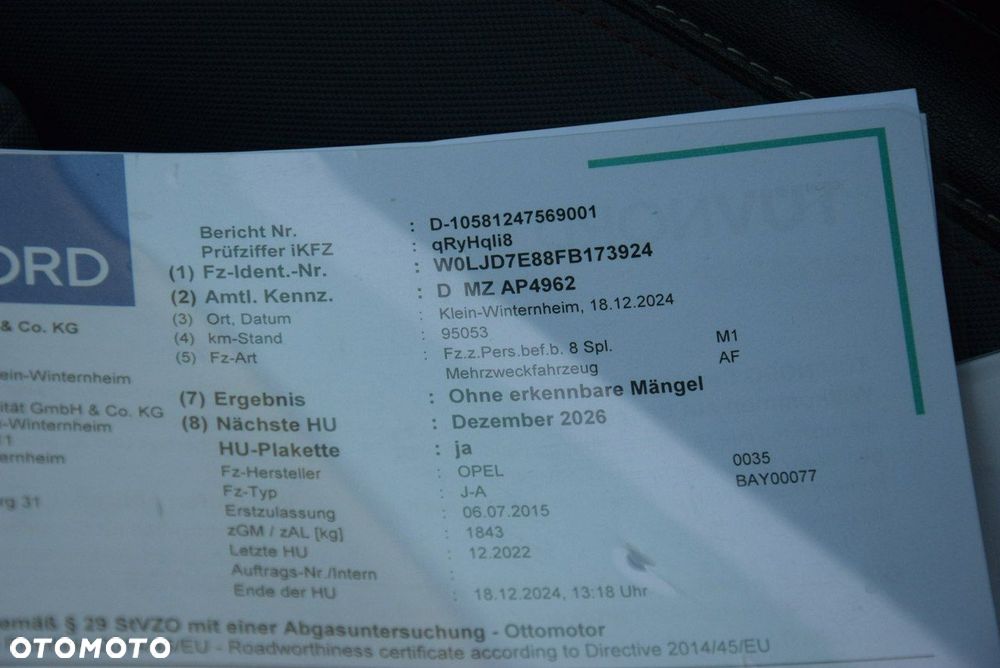 ORD
Bericht Nr. : D-10581247569001
Prüfziffer iKFZ : qRyHqli8
(1) Fz-Ident.-Nr. : W0LJD7E88FB173924
(2) Amtl. Kennz. : D MZ AP4962
(3) Ort, Datum : Klein-Winternheim, 18.12.2024
(4) km-Stand : 95053
(5) Fz-Art : Fz.z.Pers.bef.b. 8 Spl. M1
Mehrzweckfahrzeug AF
(7) Ergebnis : Ohne erkennbare Mängel
(8) Nächste HU : Dezember 2026
HU-Plakette : ja
Fz-Hersteller : OPEL 0035
Fz-Typ : J-A BAY00077
Erstzulassung : 06.07.2015
zGM / zAL [kg] : 1843
Letzte HU : 12.2022
Auftrags-Nr./Intern :
Ende der HU : 18.12.2024, 13:18 Uhr
& Co. KG
ein-Winternheim
ität GmbH & Co. KG
-Winternheim
ernheim
rg 31
emäß § 29 StVZO mit einer Abgasuntersuchung - Ottomotor
/EU - Roadworthiness certificate according to Directive 2014/45/EU
OTOMOTO